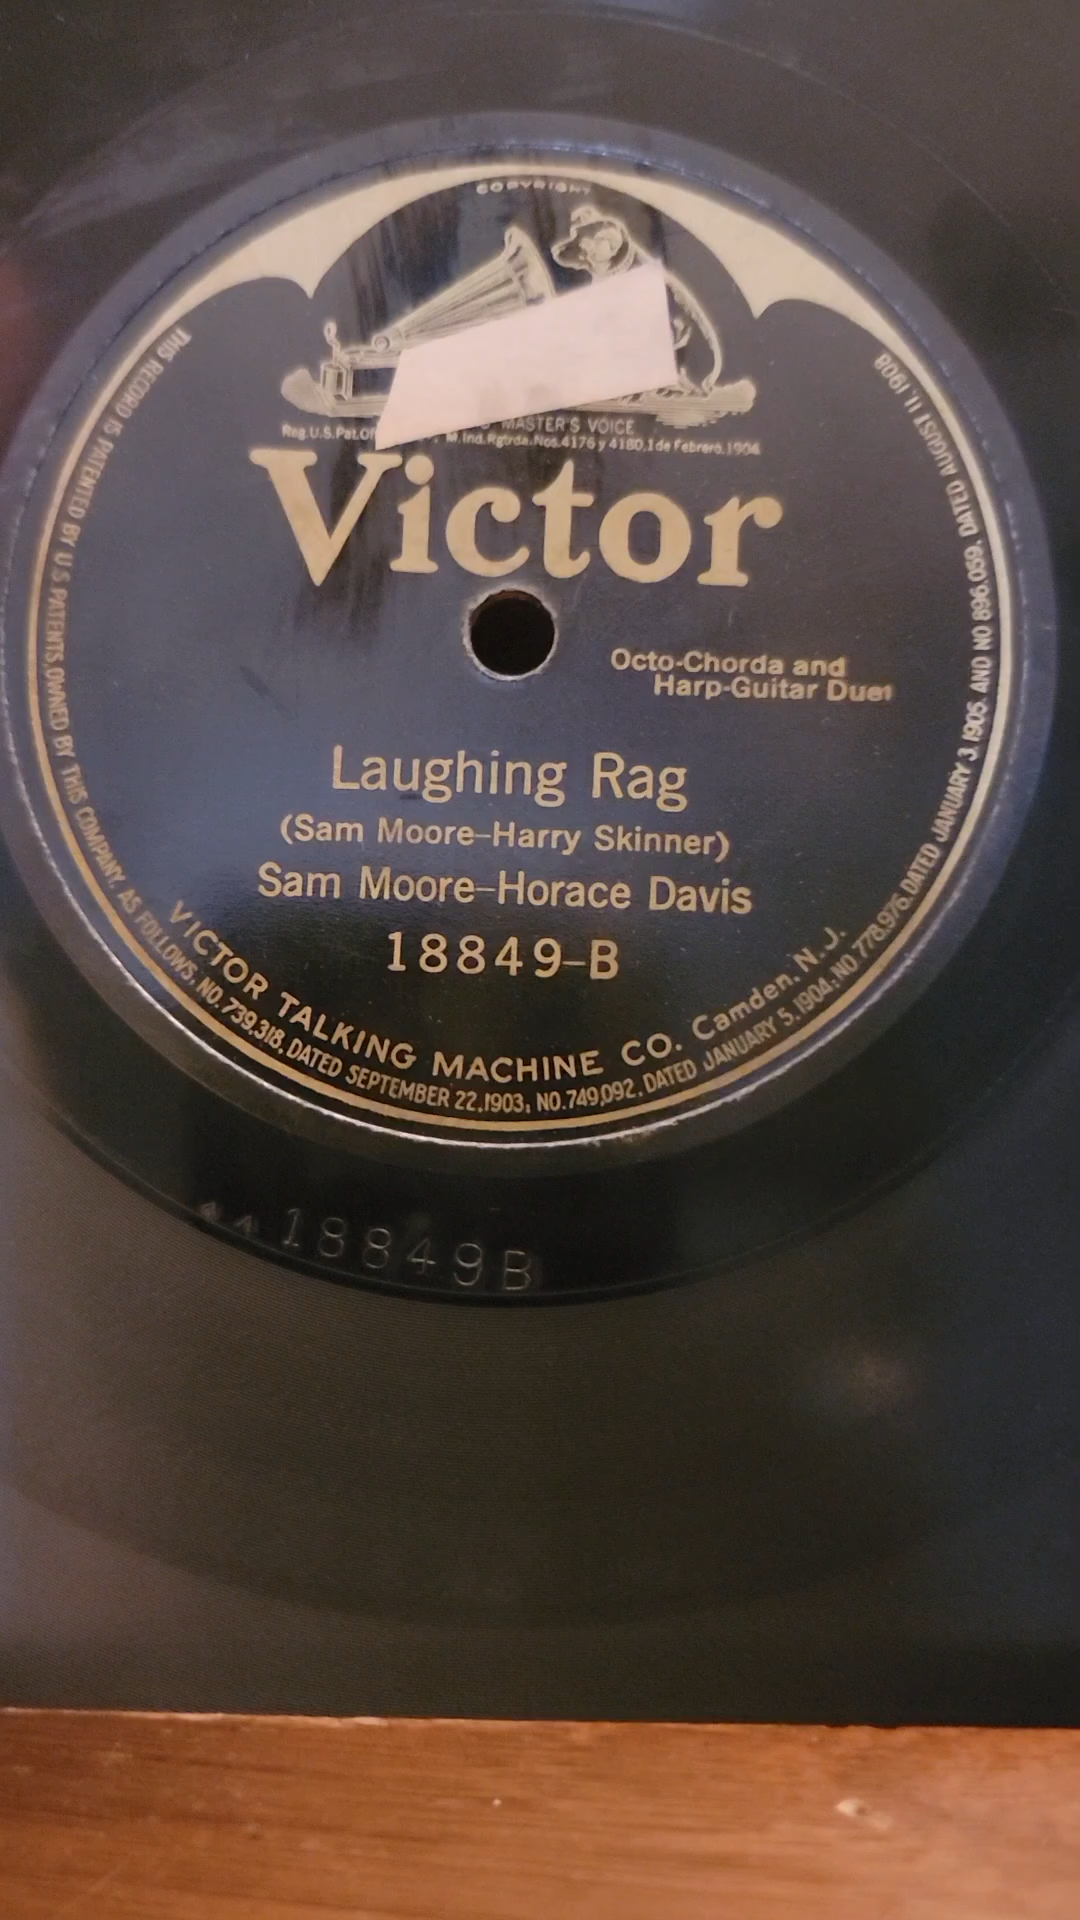 COPYRIGHT
MASTER'S VOICE
Reg.U.S.Pat.Of M.Ind.Rgtrda.Nos.4176 y 4180,1de Febrero,1904
Victor
Octo-Chorda and
Harp-Guitar Duet
Laughing Rag
(Sam Moore–Harry Skinner)
Sam Moore–Horace Davis
18849–B
VICTOR TALKING MACHINE CO. Camden. N.J.
THIS RECORD IS PATENTED BY U.S.PATENTS,OWNED BY THIS COMPANY, AS FOLLOWS, NO.739,318, DATED SEPTEMBER 22,1903; NO.749,092, DATED JANUARY 5,1904; NO 778,976, DATED JANUARY 3,1905, AND NO 896,059, DATED AUGUST 11,1908
18849B